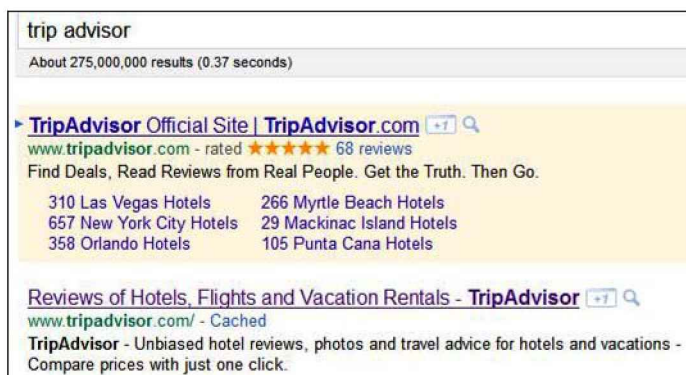 trip advisor
About 275,000,000 results (0.37 seconds)
TripAdvisor Official Site | TripAdvisor.com +1
www.tripadvisor.com - rated ★★★★★ 68 reviews
Find Deals, Read Reviews from Real People. Get the Truth. Then Go.
310 Las Vegas Hotels 266 Myrtle Beach Hotels
657 New York City Hotels 29 Mackinac Island Hotels
358 Orlando Hotels 105 Punta Cana Hotels
Reviews of Hotels, Flights and Vacation Rentals - TripAdvisor +1
www.tripadvisor.com/ - Cached
TripAdvisor - Unbiased hotel reviews, photos and travel advice for hotels and vacations -
Compare prices with just one click.